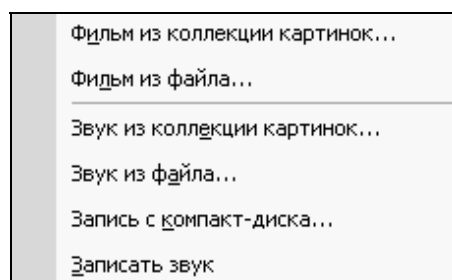 Фильм из коллекции картинок...
Фильм из файла...
Звук из коллекции картинок...
Звук из файла...
Запись с компакт-диска...
Записать звук